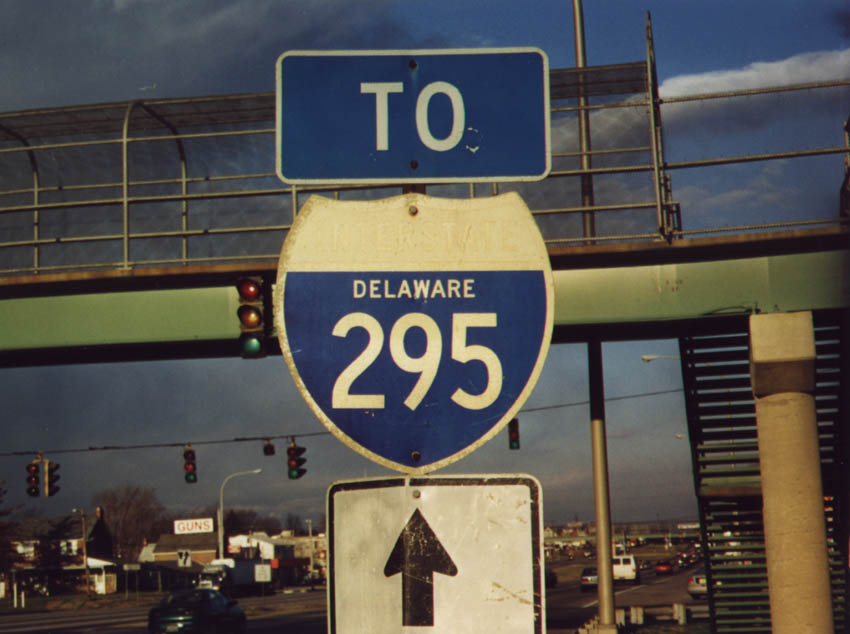 TO
INTERSTATE
DELAWARE
295
GUNS